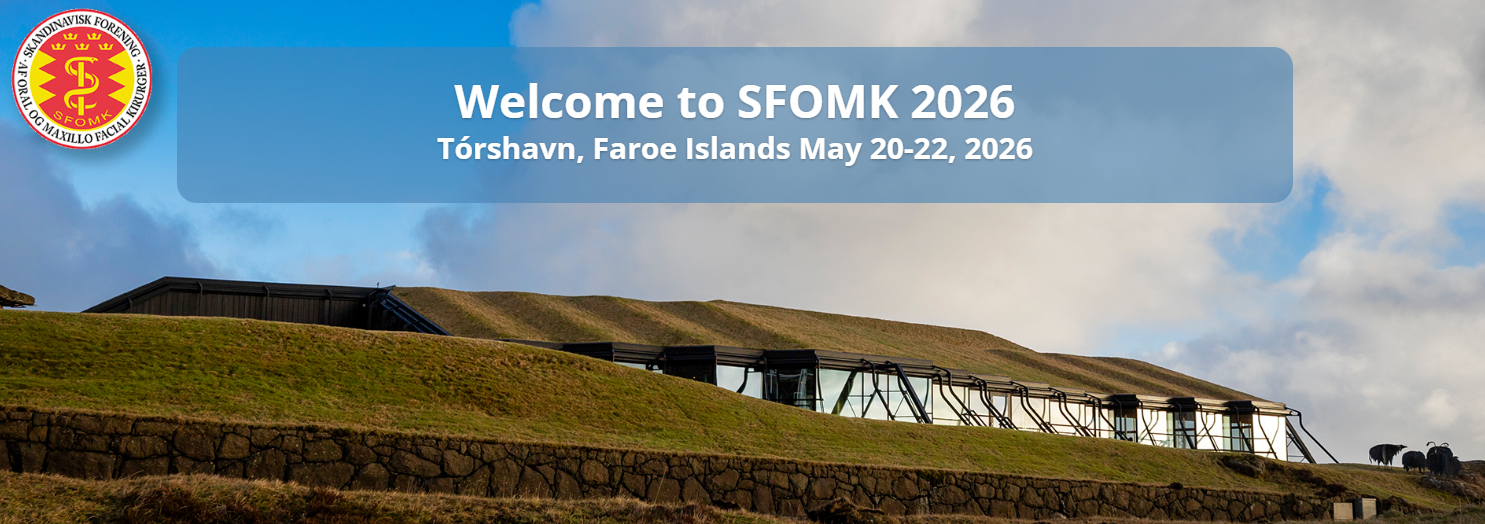 SKANDINAVISK FORENING
AF ORAL OG MAXILLO FACIAL KIRURGER
SFOMK
Welcome to SFOMK 2026
Tórshavn, Faroe Islands May 20-22, 2026